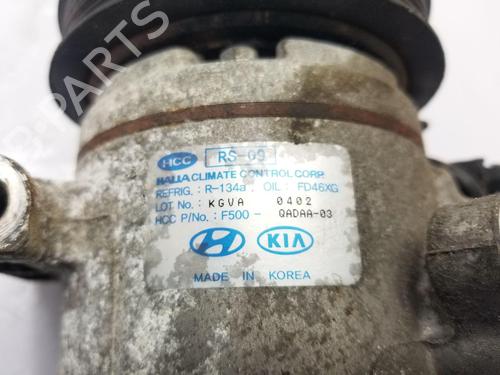 HCC RS-09
HALLA CLIMATE CONTROL CORP.
REFRIG. : R-134a, OIL : FD46XG
LOT No. : KGVA 0402
HCC P/No. : F500- QADAA-03
KIA
MADE IN KOREA